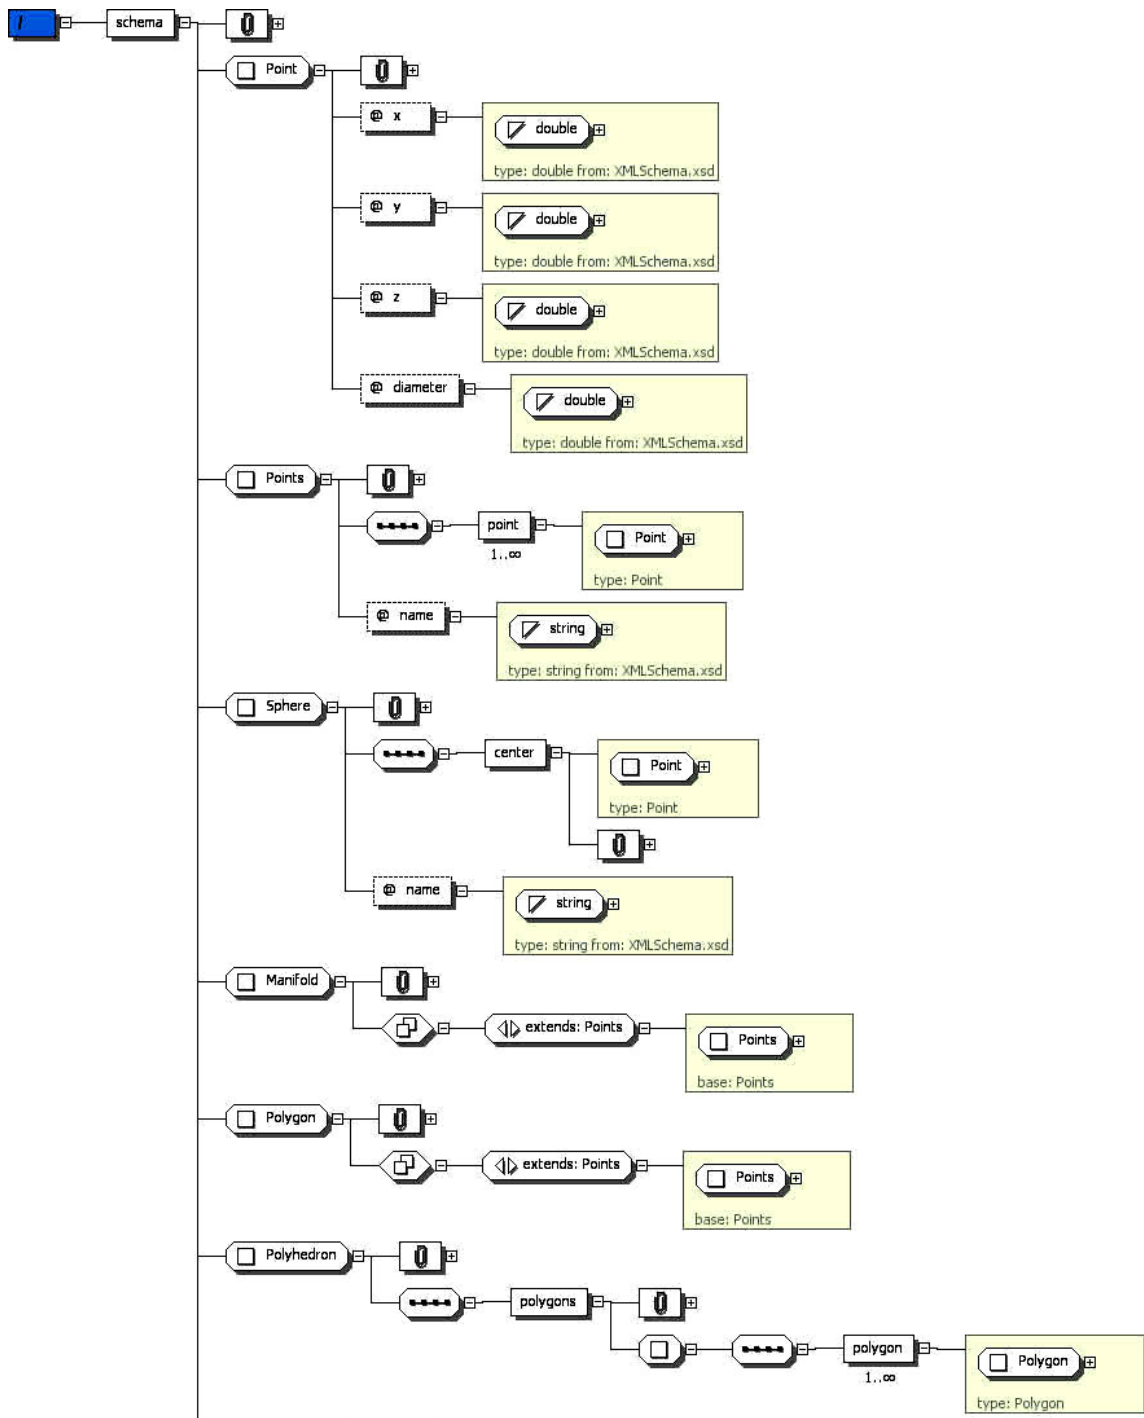 /
schema
Point
@ x
double
type: double from: XMLSchema.xsd
@ y
double
type: double from: XMLSchema.xsd
@ z
double
type: double from: XMLSchema.xsd
@ diameter
double
type: double from: XMLSchema.xsd
Points
point
1..∞
Point
type: Point
@ name
string
type: string from: XMLSchema.xsd
Sphere
center
Point
type: Point
@ name
string
type: string from: XMLSchema.xsd
Manifold
extends: Points
Points
base: Points
Polygon
extends: Points
Points
base: Points
Polyhedron
polygons
polygon
1..∞
Polygon
type: Polygon